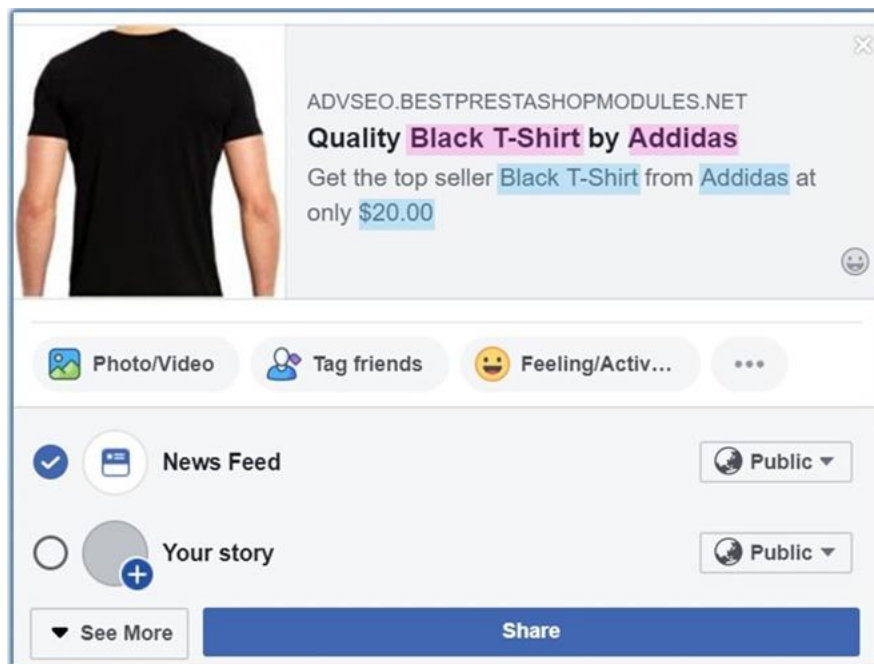 ADVSEO.BESTPRESTASHOPMODULES.NET
Quality Black T-Shirt by Addidas
Get the top seller Black T-Shirt from Addidas at
only $20.00
Photo/Video
Tag friends
Feeling/Activ...
News Feed
Public
Your story
Public
See More
Share